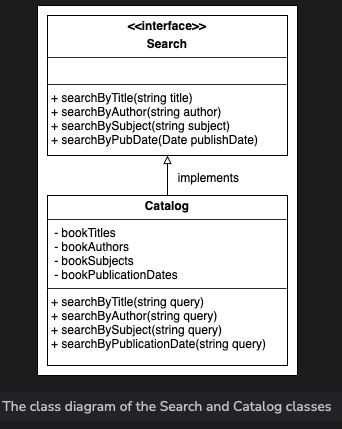 <<interface>>
Search
+ searchByTitle(string title)
+ searchByAuthor(string author)
+ searchBySubject(string subject)
+ searchByPubDate(Date publishDate)
implements
Catalog
- bookTitles
- bookAuthors
- bookSubjects
- bookPublicationDates
+ searchByTitle(string query)
+ searchByAuthor(string query)
+ searchBySubject(string query)
+ searchByPublicationDate(string query)
The class diagram of the Search and Catalog classes